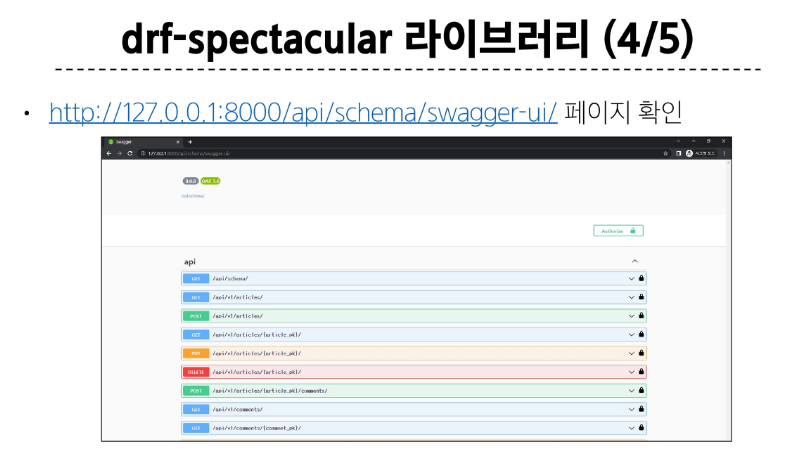 drf-spectacular 라이브러리 (4/5)
• http://127.0.0.1:8000/api/schema/swagger-ui/ 페이지 확인
Swagger
127.0.0.1:8000/api/schema/swagger-ui/
0.0.0 OAS 3.0
/api/schema/
Authorize
api
GET /api/schema/
GET /api/v1/articles/
POST /api/v1/articles/
GET /api/v1/articles/{article_pk}/
PUT /api/v1/articles/{article_pk}/
DELETE /api/v1/articles/{article_pk}/
POST /api/v1/articles/{article_pk}/comments/
GET /api/v1/comments/
GET /api/v1/comments/{comment_pk}/